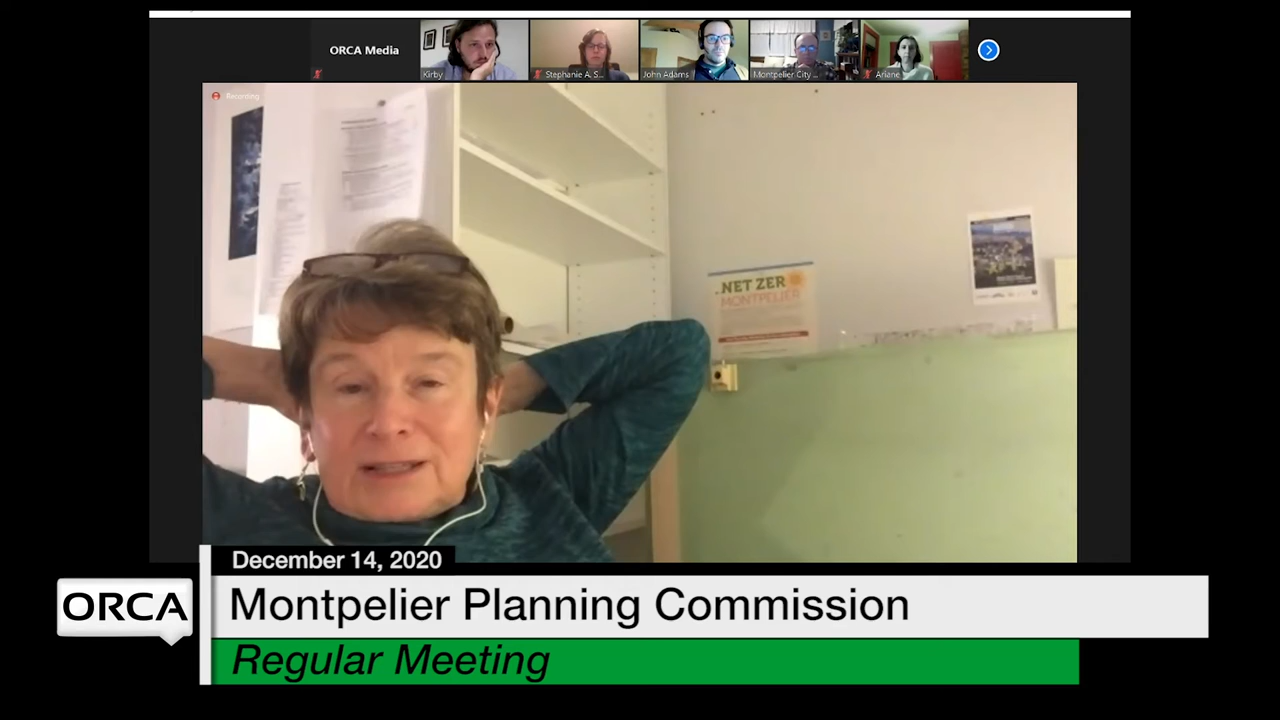 ORCA Media
Kirby
Stephanie A. S...
John Adams
Montpelier City ...
Ariane
Recording
NET ZER
MONTPELIER
December 14, 2020
ORCA
Montpelier Planning Commission
Regular Meeting